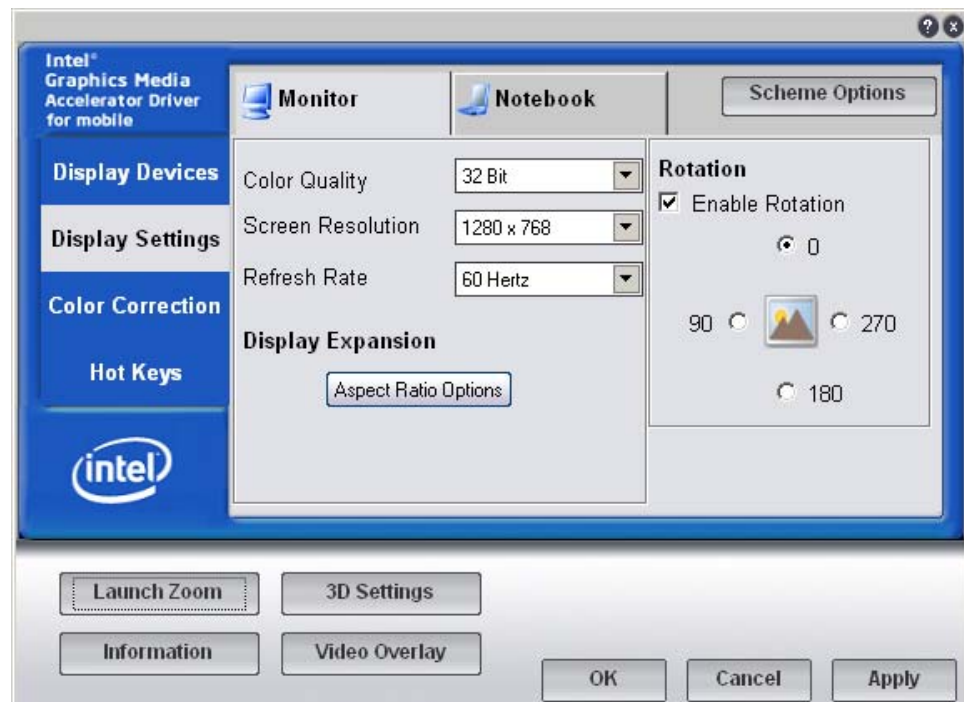 ? x
Intel®
Graphics Media
Accelerator Driver
for mobile
Monitor
Notebook
Scheme Options
Display Devices
Display Settings
Color Correction
Hot Keys
intel
Color Quality 32 Bit
Screen Resolution 1280 x 768
Refresh Rate 60 Hertz
Display Expansion
Aspect Ratio Options
Rotation
Enable Rotation
0
90 270
180
Launch Zoom
3D Settings
Information
Video Overlay
OK
Cancel
Apply